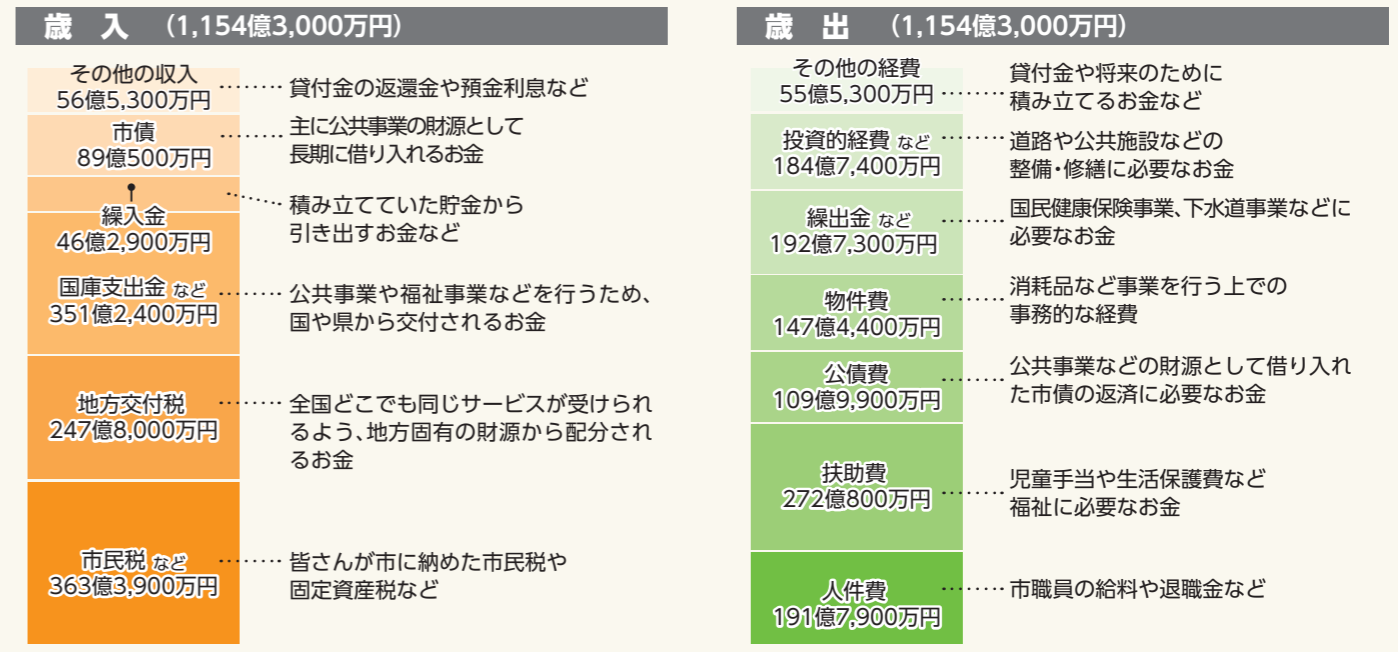 歳 入 （1,154億3,000万円）
その他の収入
56億5,300万円
貸付金の返還金や預金利息など
市債
89億500万円
主に公共事業の財源として
長期に借り入れるお金
繰入金
46億2,900万円
積み立てていた貯金から
引き出すお金など
国庫支出金 など
351億2,400万円
公共事業や福祉事業などを行うため、
国や県から交付されるお金
地方交付税
247億8,000万円
全国どこでも同じサービスが受けられ
るよう、地方固有の財源から配分され
るお金
市民税 など
363億3,900万円
皆さんが市に納めた市民税や
固定資産税など
歳 出 （1,154億3,000万円）
その他の経費
55億5,300万円
貸付金や将来のために
積み立てるお金など
投資的経費 など
184億7,400万円
道路や公共施設などの
整備・修繕に必要なお金
繰出金 など
192億7,300万円
国民健康保険事業、下水道事業などに
必要なお金
物件費
147億4,400万円
消耗品など事業を行う上での
事務的な経費
公債費
109億9,900万円
公共事業などの財源として借り入れ
た市債の返済に必要なお金
扶助費
272億800万円
児童手当や生活保護費など
福祉に必要なお金
人件費
191億7,900万円
市職員の給料や退職金など